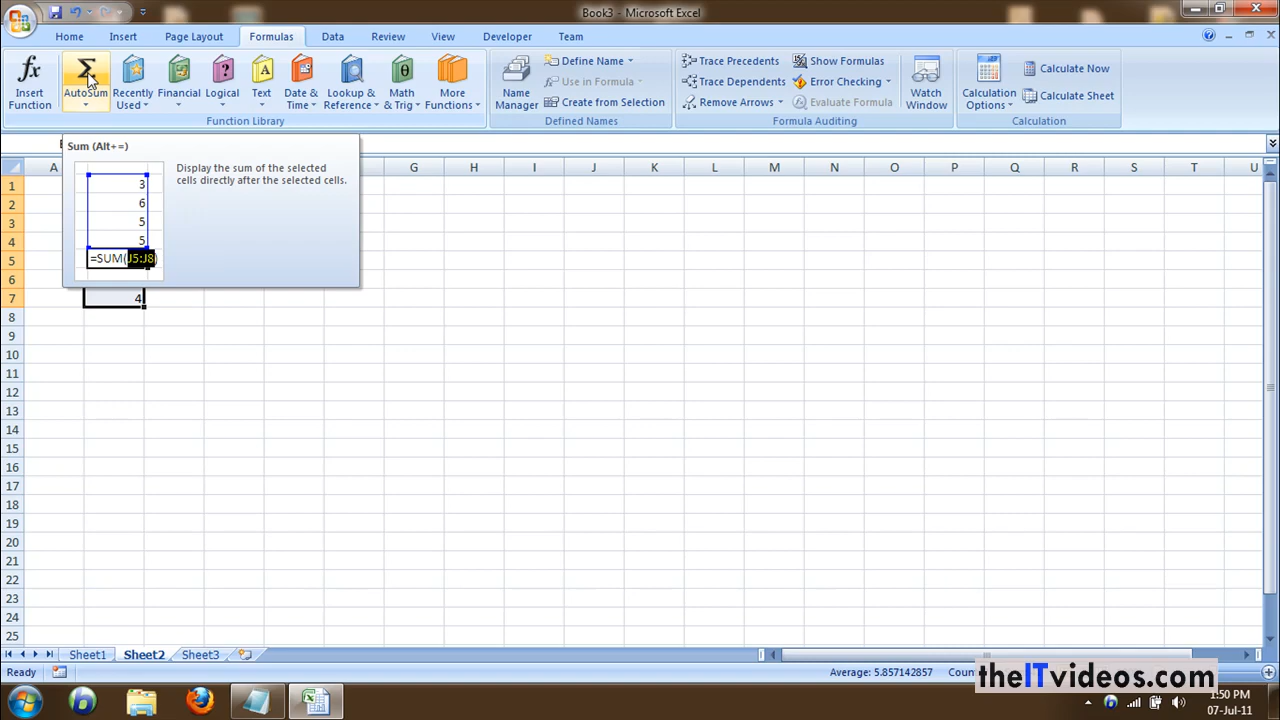 Book3 - Microsoft Excel
Home Insert Page Layout Formulas Data Review View Developer Team
fx Insert Function
Σ AutoSum
Recently Used
Financial
Logical
A Text
Date & Time
Lookup & Reference
θ Math & Trig
More Functions
Function Library
Name Manager
Define Name
Use in Formula
Create from Selection
Defined Names
Trace Precedents
Trace Dependents
Remove Arrows
Show Formulas
Error Checking
Evaluate Formula
Formula Auditing
Watch Window
Calculation Options
Calculate Now
Calculate Sheet
Calculation
Sum (Alt+=)
Display the sum of the selected
cells directly after the selected cells.
3
6
5
5
=SUM(J5:J8)
A G H I J K L M N O P Q R S T U
1
2
3
4
5
6
7 4
8
9
10
11
12
13
14
15
16
17
18
19
20
21
22
23
24
25
Sheet1 Sheet2 Sheet3
Ready Average: 5.857142857
theITvideos.com
1:50 PM
07-Jul-11